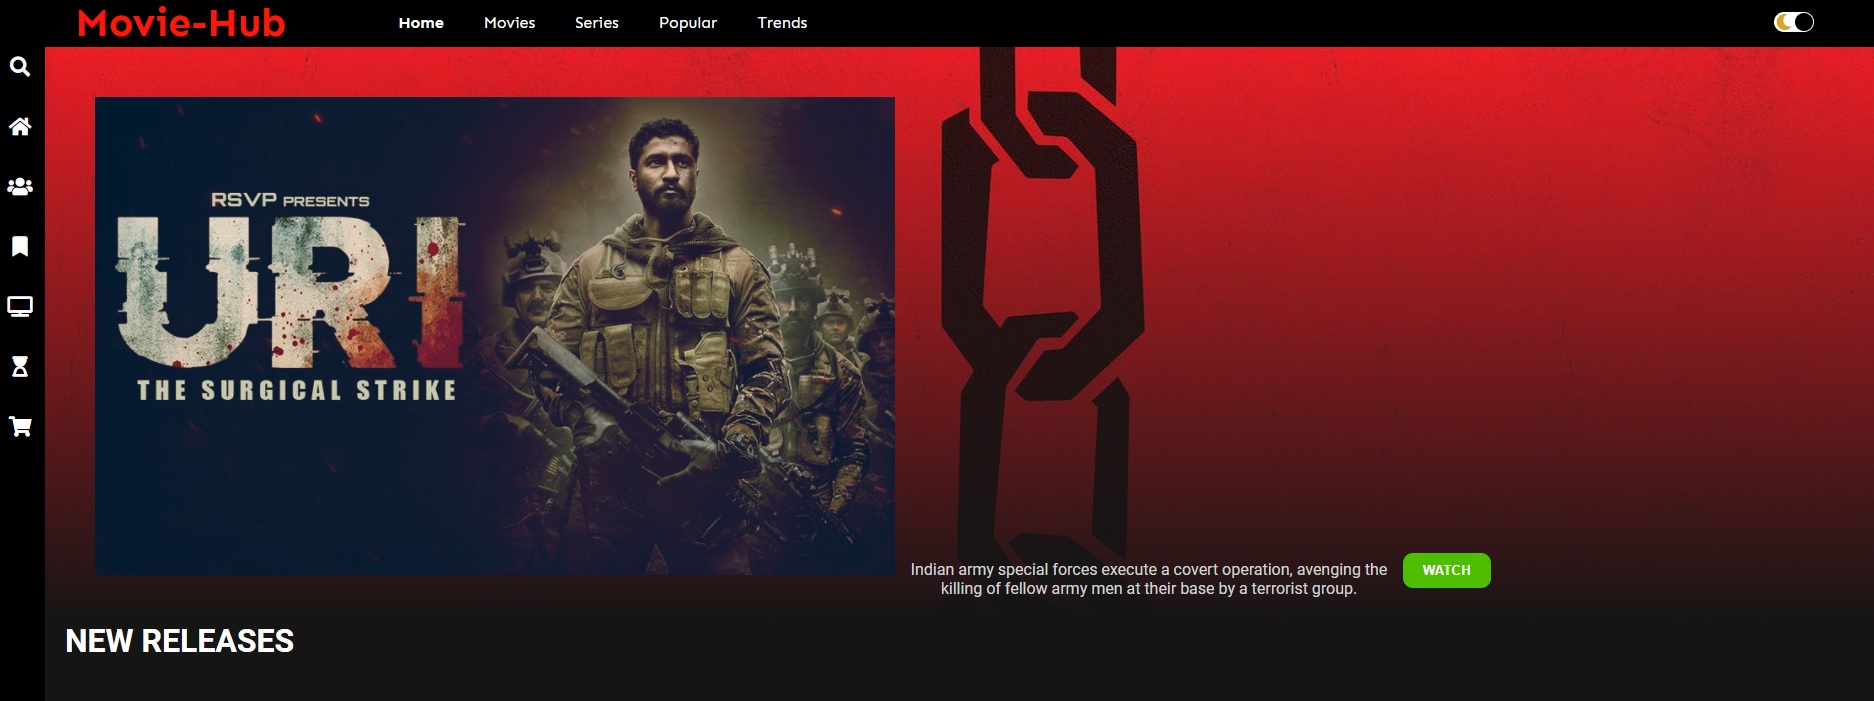 Movie-Hub
Home
Movies
Series
Popular
Trends
RSVP PRESENTS
URI
THE SURGICAL STRIKE
Indian army special forces execute a covert operation, avenging the
killing of fellow army men at their base by a terrorist group.
WATCH
NEW RELEASES